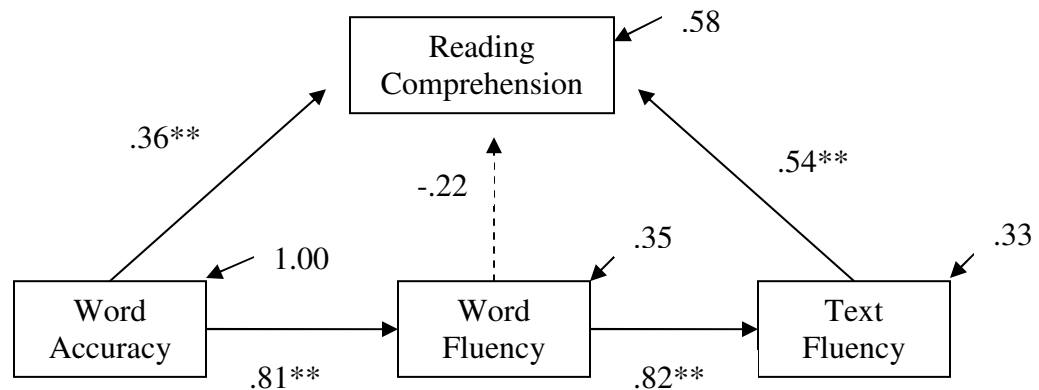 .58
Reading
Comprehension
.36**
.54**
-.22
1.00
.35
.33
Word
Accuracy
Word
Fluency
Text
Fluency
.81**
.82**